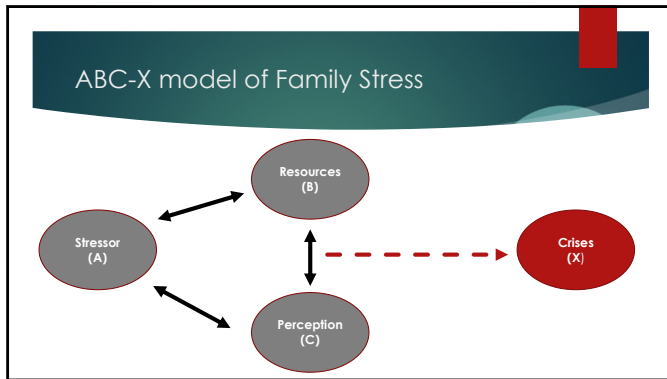 ABC-X model of Family Stress
Resources
(B)
Stressor
(A)
Crises
(X)
Perception
(C)